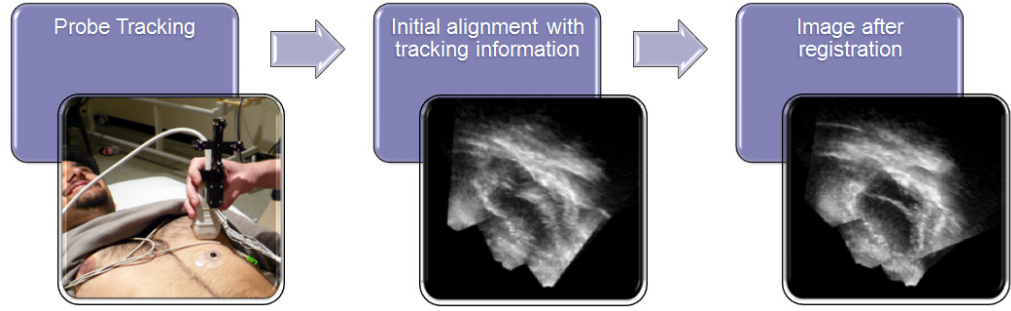 Probe Tracking
Initial alignment with
tracking information
Image after
registration